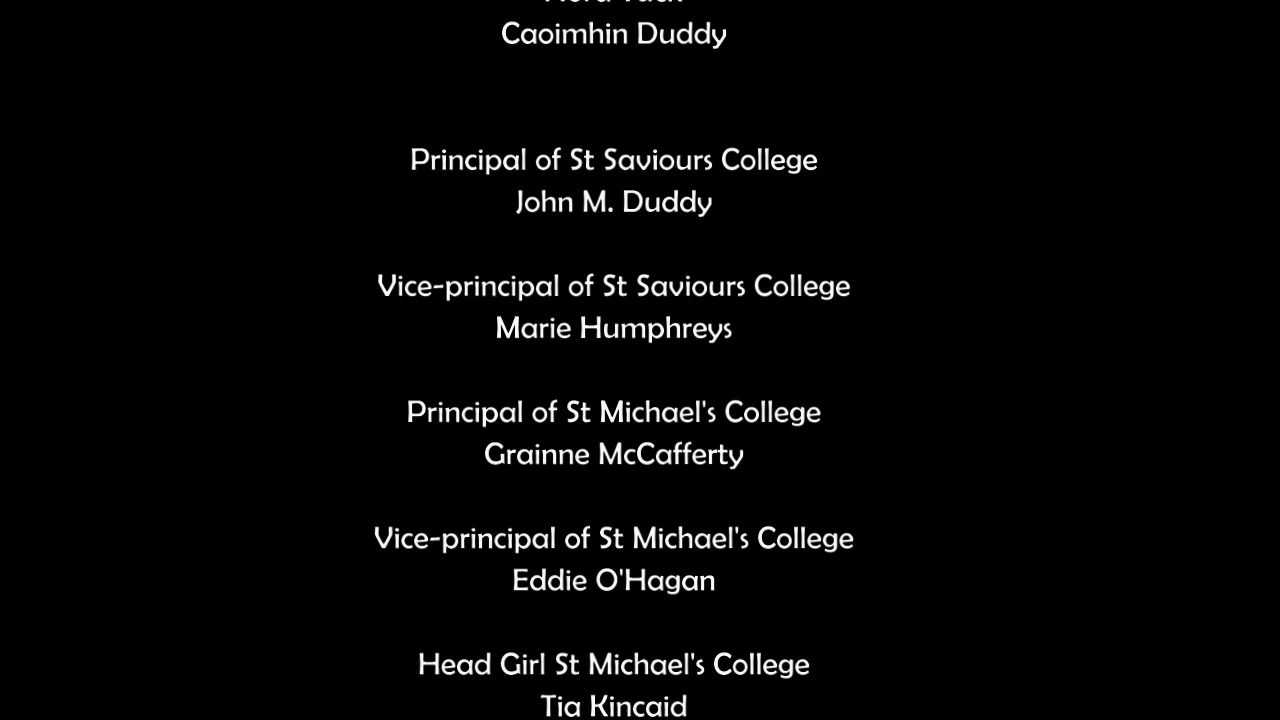 Caoimhin Duddy
Principal of St Saviours College
John M. Duddy
Vice-principal of St Saviours College
Marie Humphreys
Principal of St Michael's College
Grainne McCafferty
Vice-principal of St Michael's College
Eddie O'Hagan
Head Girl St Michael's College
Tia Kincaid